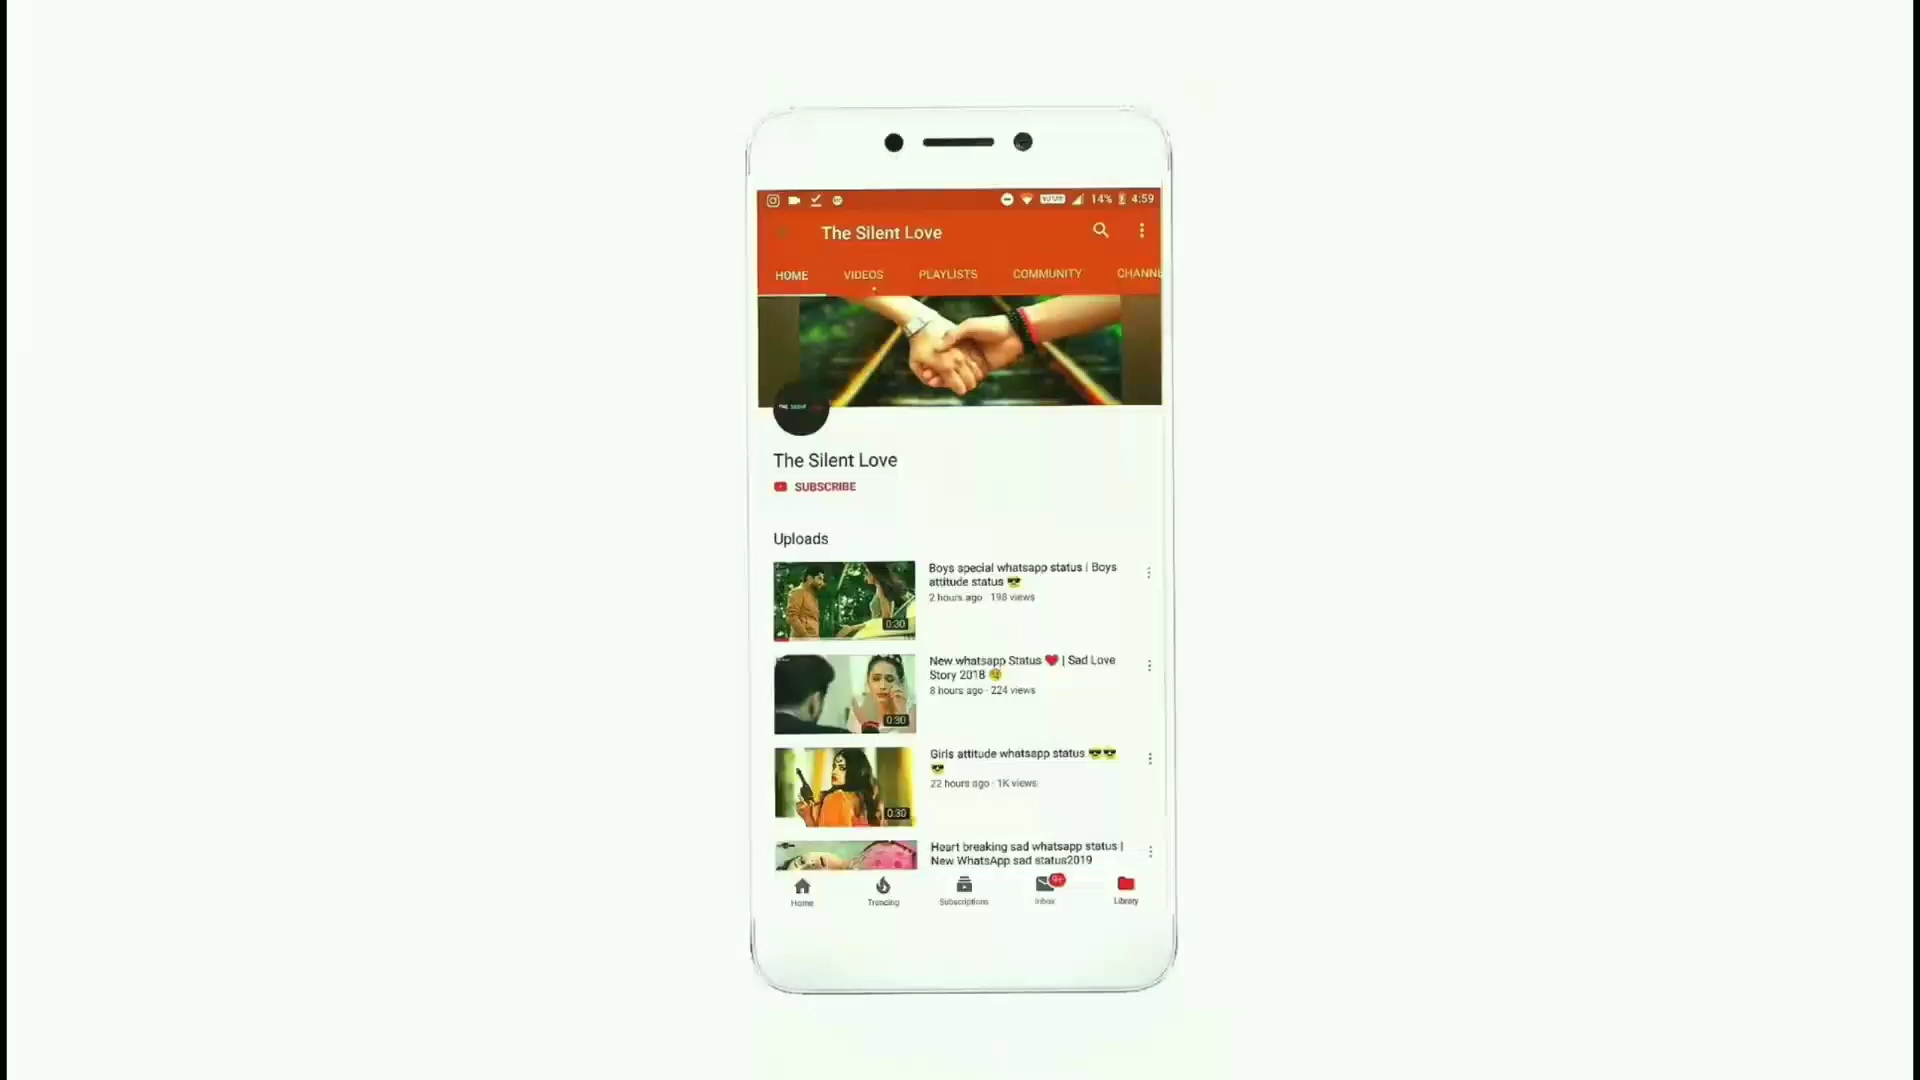 14% 4:59
The Silent Love
HOME VIDEOS PLAYLISTS COMMUNITY CHANNE
THE SILENT
The Silent Love
SUBSCRIBE
Uploads
Boys special whatsapp status | Boys
attitude status 😎
2 hours ago · 198 views
0:30
New whatsapp Status ❤️ | Sad Love
Story 2018 😢
8 hours ago · 224 views
0:30
Girls attitude whatsapp status 😎😎
😎
22 hours ago · 1K views
0:30
Heart breaking sad whatsapp status |
New WhatsApp sad status2019
9+
Home Trending Subscriptions Inbox Library